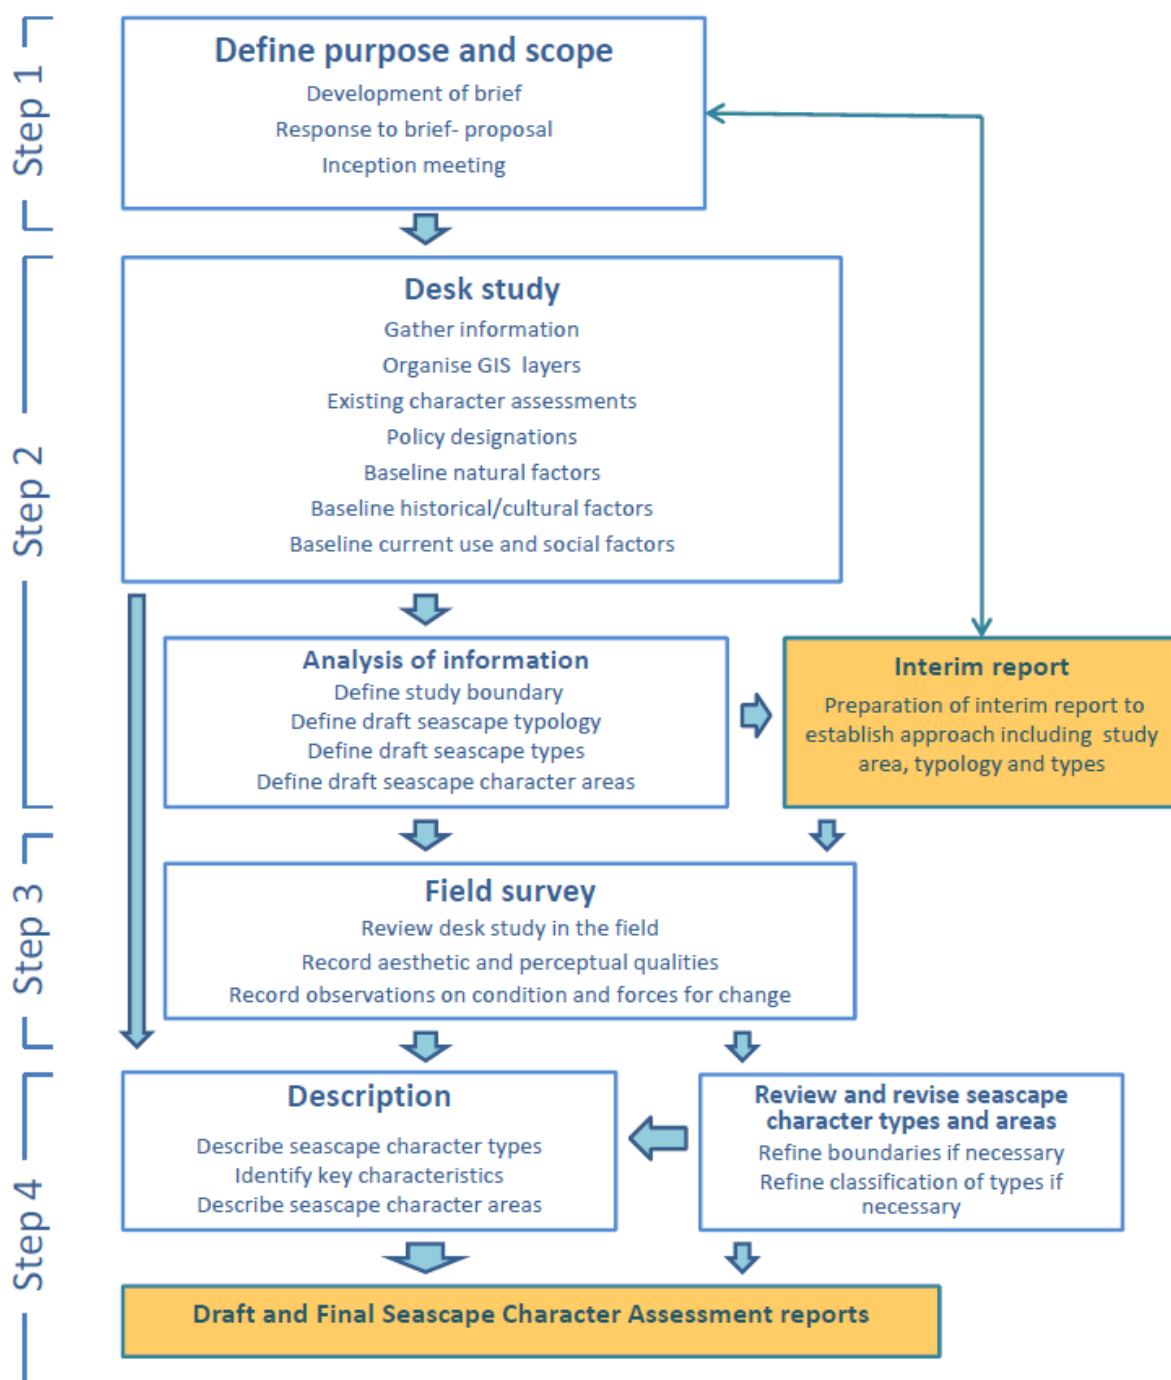 Step 1
Define purpose and scope
Development of brief
Response to brief- proposal
Inception meeting
Step 2
Desk study
Gather information
Organise GIS layers
Existing character assessments
Policy designations
Baseline natural factors
Baseline historical/cultural factors
Baseline current use and social factors
Analysis of information
Define study boundary
Define draft seascape typology
Define draft seascape types
Define draft seascape character areas
Interim report
Preparation of interim report to
establish approach including study
area, typology and types
Step 3
Field survey
Review desk study in the field
Record aesthetic and perceptual qualities
Record observations on condition and forces for change
Step 4
Description
Describe seascape character types
Identify key characteristics
Describe seascape character areas
Review and revise seascape
character types and areas
Refine boundaries if necessary
Refine classification of types if
necessary
Draft and Final Seascape Character Assessment reports